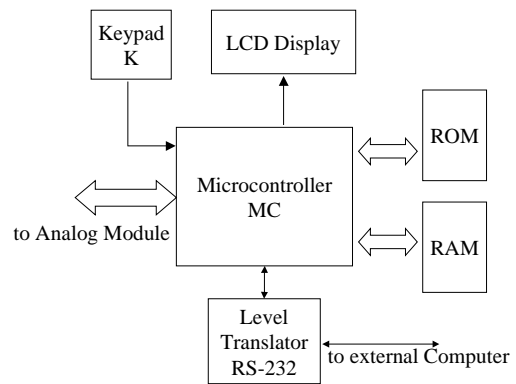 Keypad
K
LCD Display
ROM
Microcontroller
MC
to Analog Module
RAM
Level
Translator
RS-232
to external Computer